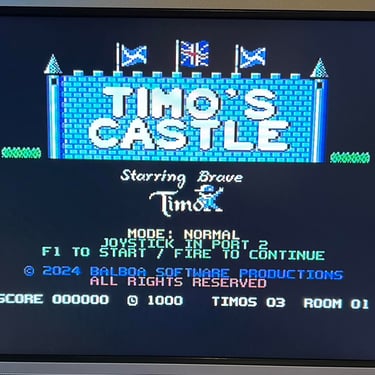 TIMO'S
CASTLE
Starring Brave
Timo
MODE: NORMAL
JOYSTICK IN PORT 2
F1 TO START / FIRE TO CONTINUE
© 2024 BALBOA SOFTWARE PRODUCTIONS
ALL RIGHTS RESERVED
SCORE 000000 1000 TIMOS 03 ROOM 01